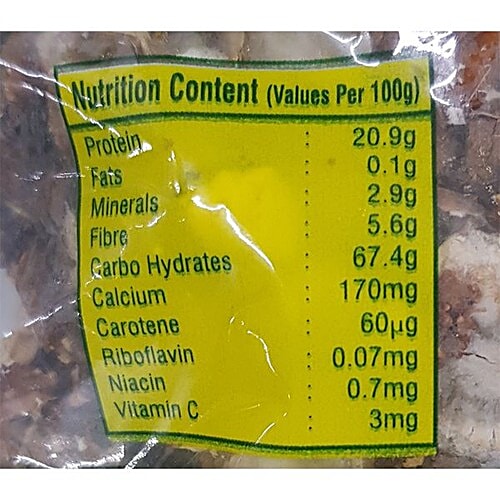 Nutrition Content (Values Per 100g)
Protein : 20.9g
Fats : 0.1g
Minerals : 2.9g
Fibre : 5.6g
Carbo Hydrates : 67.4g
Calcium : 170mg
Carotene : 60µg
Riboflavin : 0.07mg
Niacin : 0.7mg
Vitamin C : 3mg